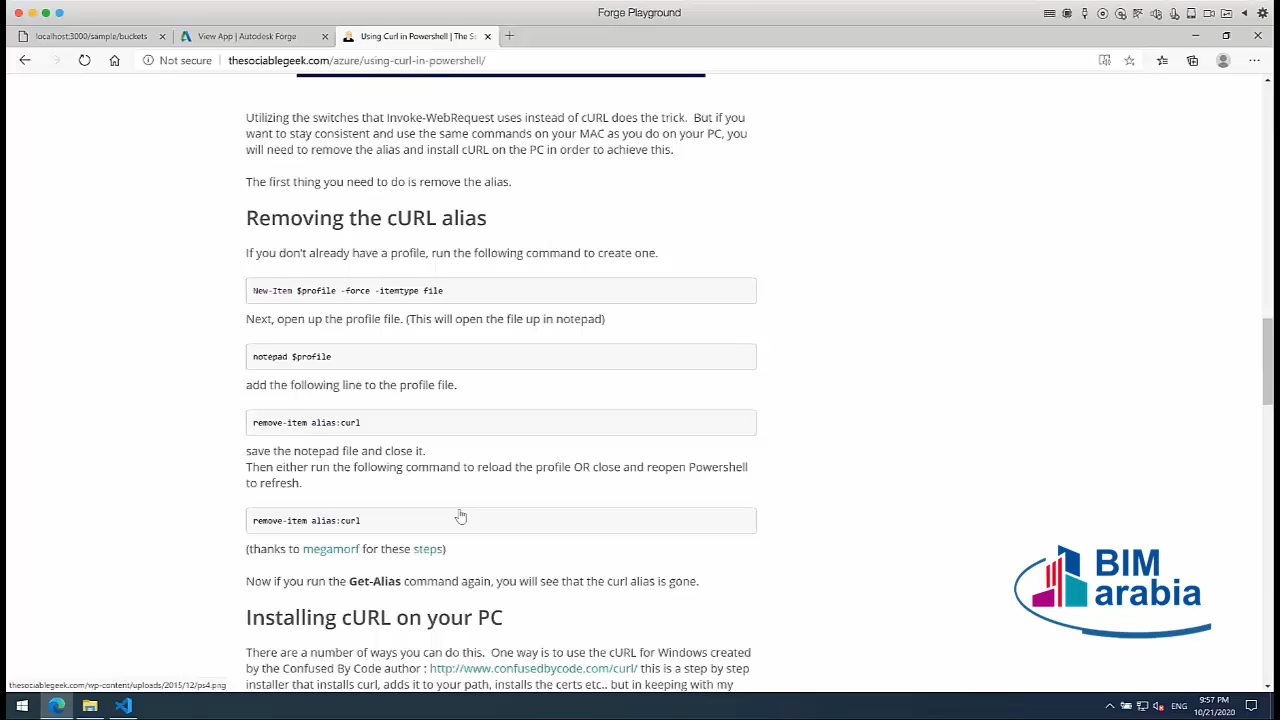 Forge Playground
localhost:3000/sample/buckets
View App | Autodesk Forge
Using Curl in Powershell | The So
Not secure
thesociablegeek.com/azure/using-curl-in-powershell/
Utilizing the switches that Invoke-WebRequest uses instead of cURL does the trick. But if you
want to stay consistent and use the same commands on your MAC as you do on your PC, you
will need to remove the alias and install cURL on the PC in order to achieve this.
The first thing you need to do is remove the alias.
Removing the cURL alias
If you don't already have a profile, run the following command to create one.
New-Item $profile -force -itemtype file
Next, open up the profile file. (This will open the file up in notepad)
notepad $profile
add the following line to the profile file.
remove-item alias:curl
save the notepad file and close it.
Then either run the following command to reload the profile OR close and reopen Powershell
to refresh.
remove-item alias:curl
(thanks to megamorf for these steps)
Now if you run the Get-Alias command again, you will see that the curl alias is gone.
Installing cURL on your PC
There are a number of ways you can do this. One way is to use the cURL for Windows created
by the Confused By Code author : http://www.confusedbycode.com/curl/ this is a step by step
installer that installs curl, adds it to your path, installs the certs etc.. but in keeping with my
thesociablegeek.com/wp-content/uploads/2015/12/ps4.png
BIM
arabia
ENG
9:57 PM
10/21/2020